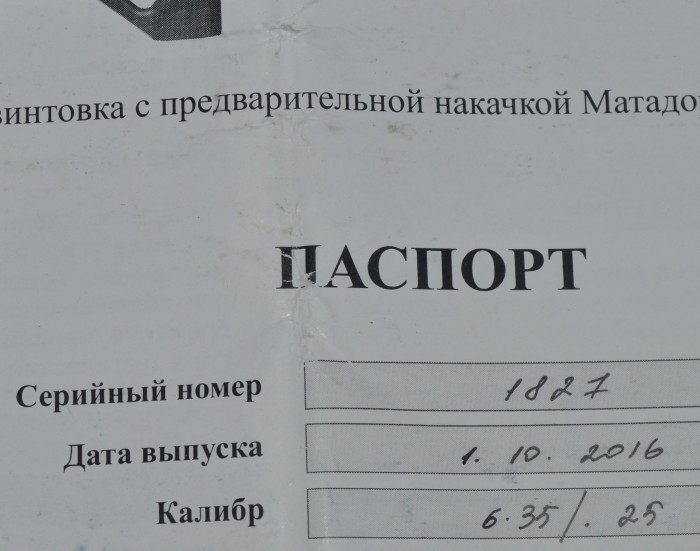 винтовка с предварительной накачкой Матадо
ПАСПОРТ
Серийный номер 1827
Дата выпуска 1. 10. 2016
Калибр 6.35/. 25